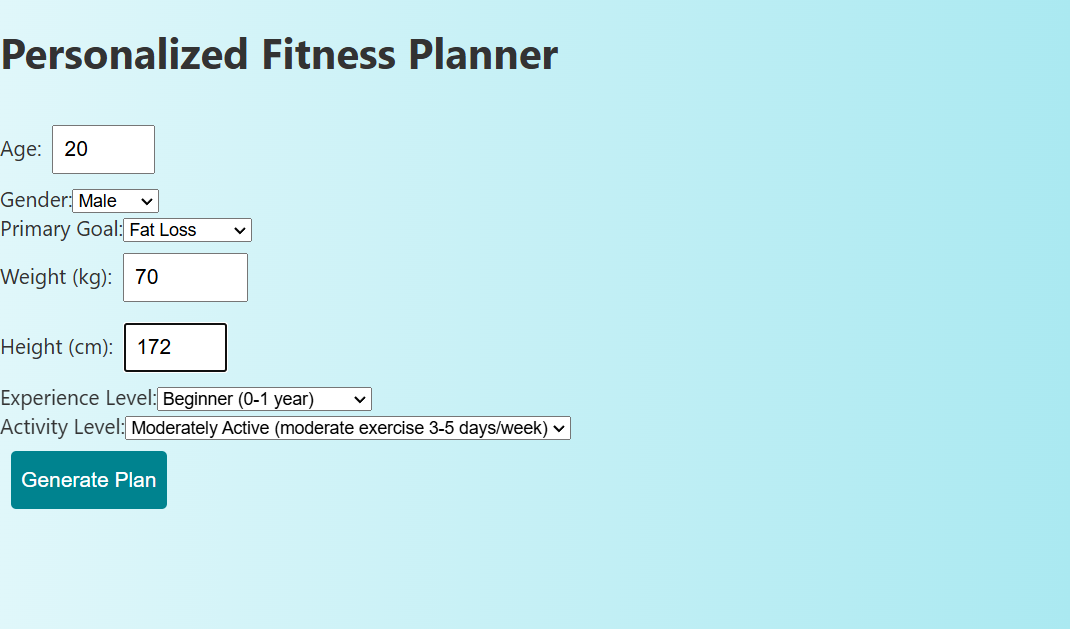 Personalized Fitness Planner
Age: 20
Gender: Male
Primary Goal: Fat Loss
Weight (kg): 70
Height (cm): 172
Experience Level: Beginner (0-1 year)
Activity Level: Moderately Active (moderate exercise 3-5 days/week)
Generate Plan